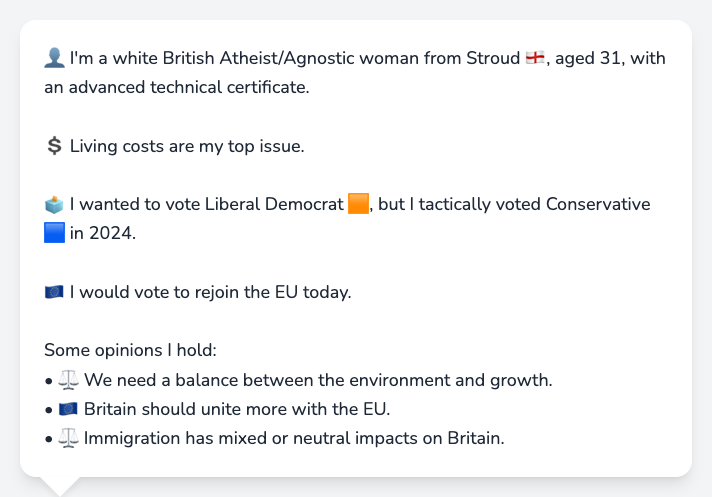 👤 I'm a white British Atheist/Agnostic woman from Stroud 🏴󠁧󠁢󠁥󠁮󠁧󠁿, aged 31, with
an advanced technical certificate.
💲 Living costs are my top issue.
🗳️ I wanted to vote Liberal Democrat 🟧, but I tactically voted Conservative
🟦 in 2024.
🇪🇺 I would vote to rejoin the EU today.
Some opinions I hold:
• ⚖️ We need a balance between the environment and growth.
• 🇪🇺 Britain should unite more with the EU.
• ⚖️ Immigration has mixed or neutral impacts on Britain.